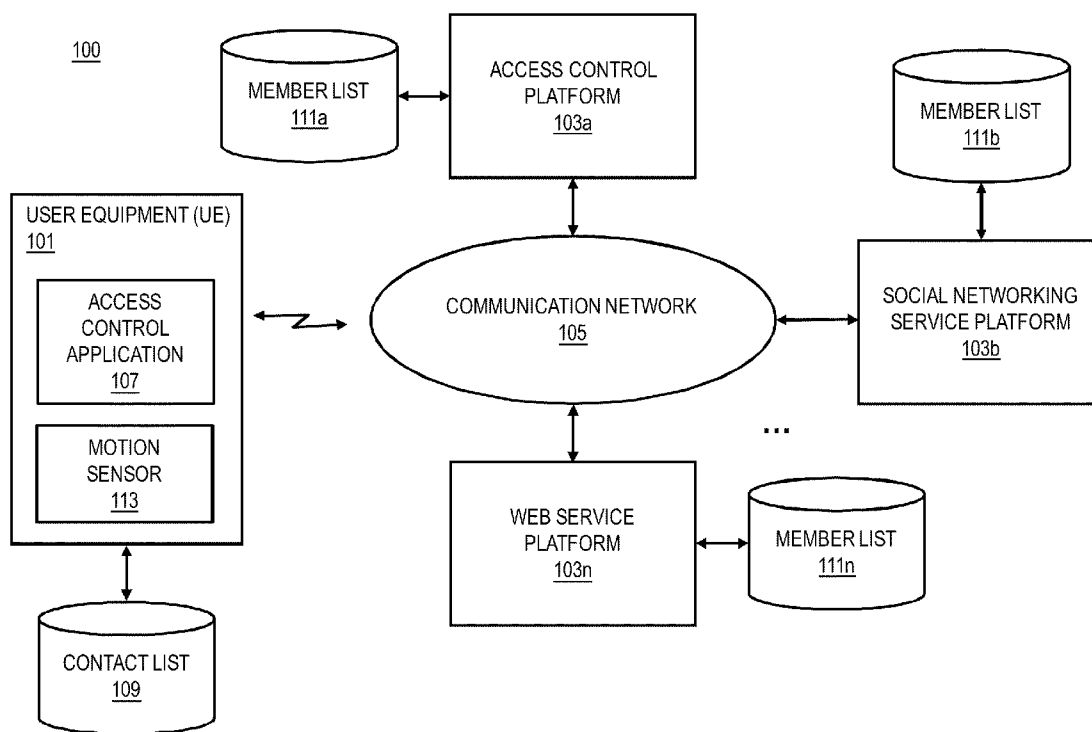 100
MEMBER LIST
111a
ACCESS CONTROL
PLATFORM
103a
MEMBER LIST
111b
USER EQUIPMENT (UE)
101
ACCESS
CONTROL
APPLICATION
107
MOTION
SENSOR
113
COMMUNICATION NETWORK
105
SOCIAL NETWORKING
SERVICE PLATFORM
103b
...
WEB SERVICE
PLATFORM
103n
MEMBER LIST
111n
CONTACT LIST
109